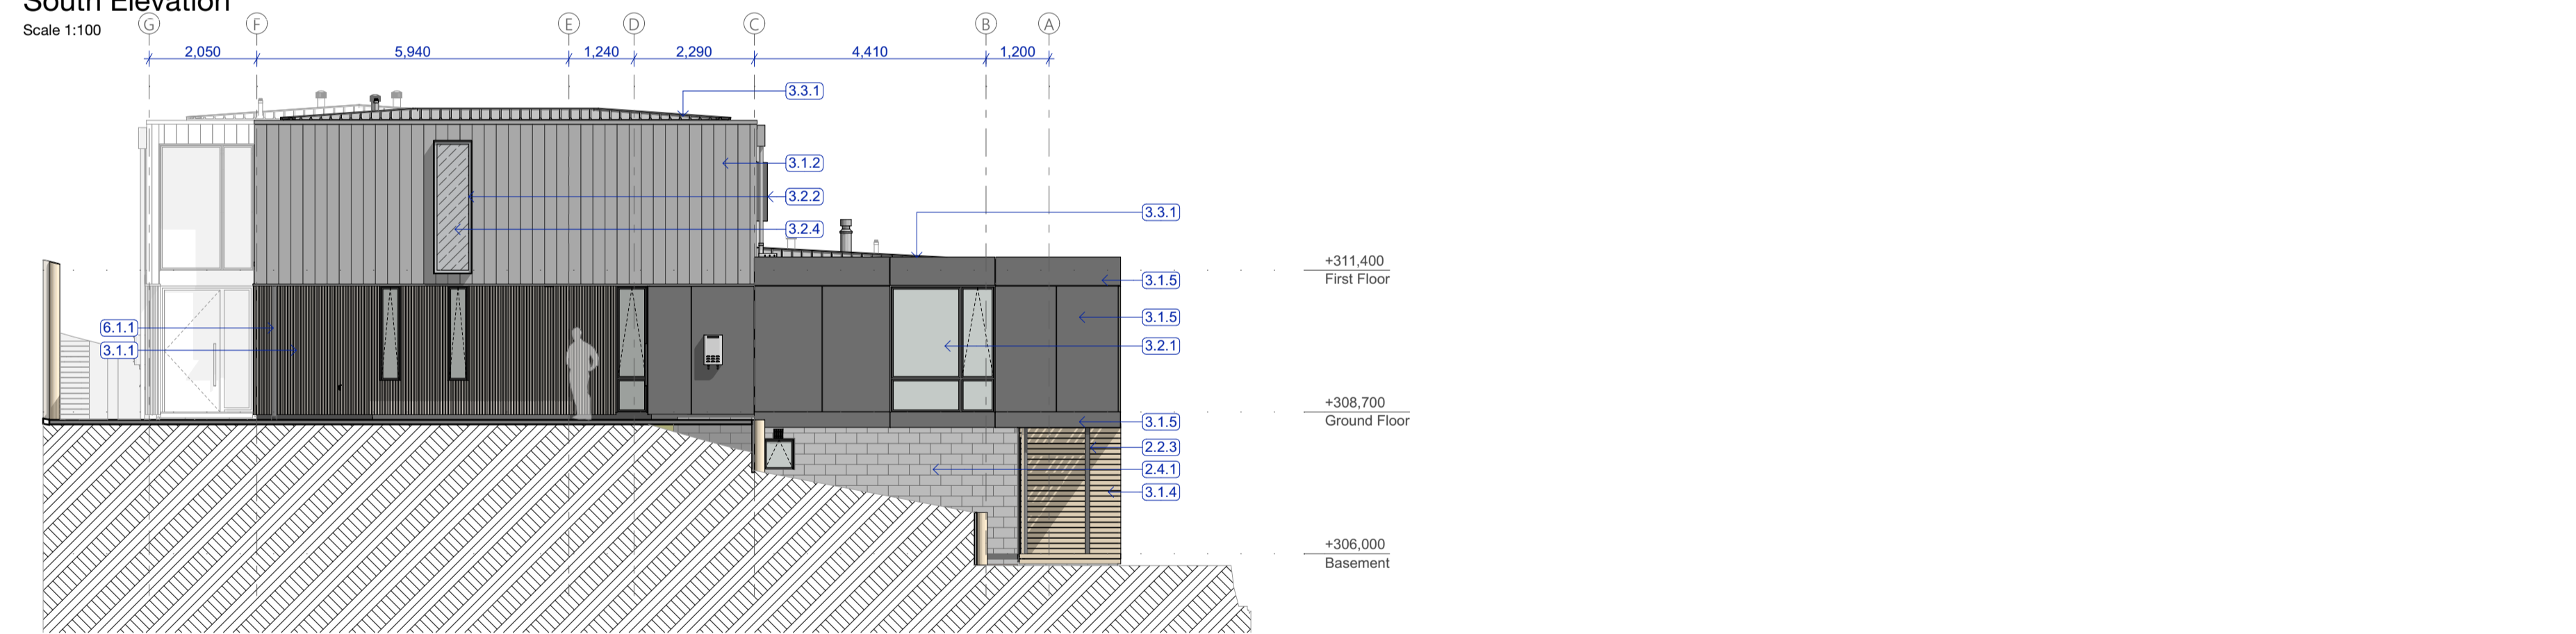 South Elevation
Scale 1:100
G F E D C B A
2,050 5,940 1,240 2,290 4,410 1,200
3.3.1
3.1.2
3.2.2
3.2.4
3.3.1
+311,400
First Floor
3.1.5
3.1.5
6.1.1
3.2.1
3.1.1
+308,700
Ground Floor
3.1.5
2.2.3
2.4.1
3.1.4
+306,000
Basement